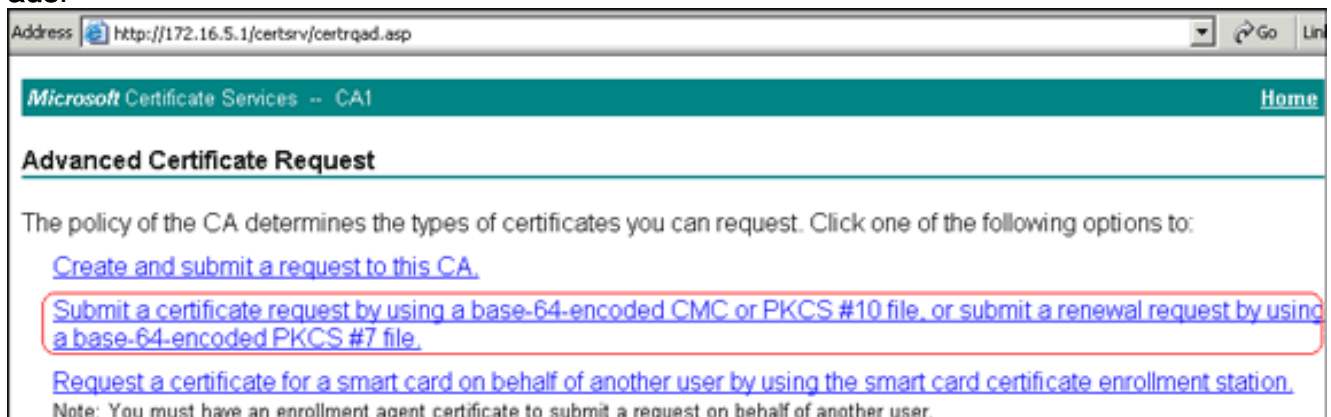 Address http://172.16.5.1/certsrv/certrqad.asp Go
Microsoft Certificate Services -- CA1 Home
Advanced Certificate Request
The policy of the CA determines the types of certificates you can request. Click one of the following options to:
Create and submit a request to this CA.
Submit a certificate request by using a base-64-encoded CMC or PKCS #10 file, or submit a renewal request by using
a base-64-encoded PKCS #7 file.
Request a certificate for a smart card on behalf of another user by using the smart card certificate enrollment station.
Note: You must have an enrollment agent certificate to submit a request on behalf of another user.